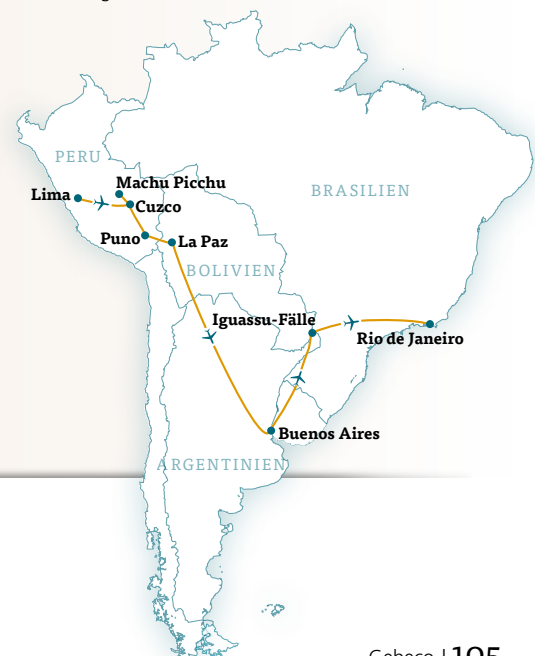 PERU
Machu Picchu
BRASILIEN
Lima
Cuzco
Puno
La Paz
BOLIVIEN
Iguassu-Fälle
Rio de Janeiro
Buenos Aires
ARGENTINIEN